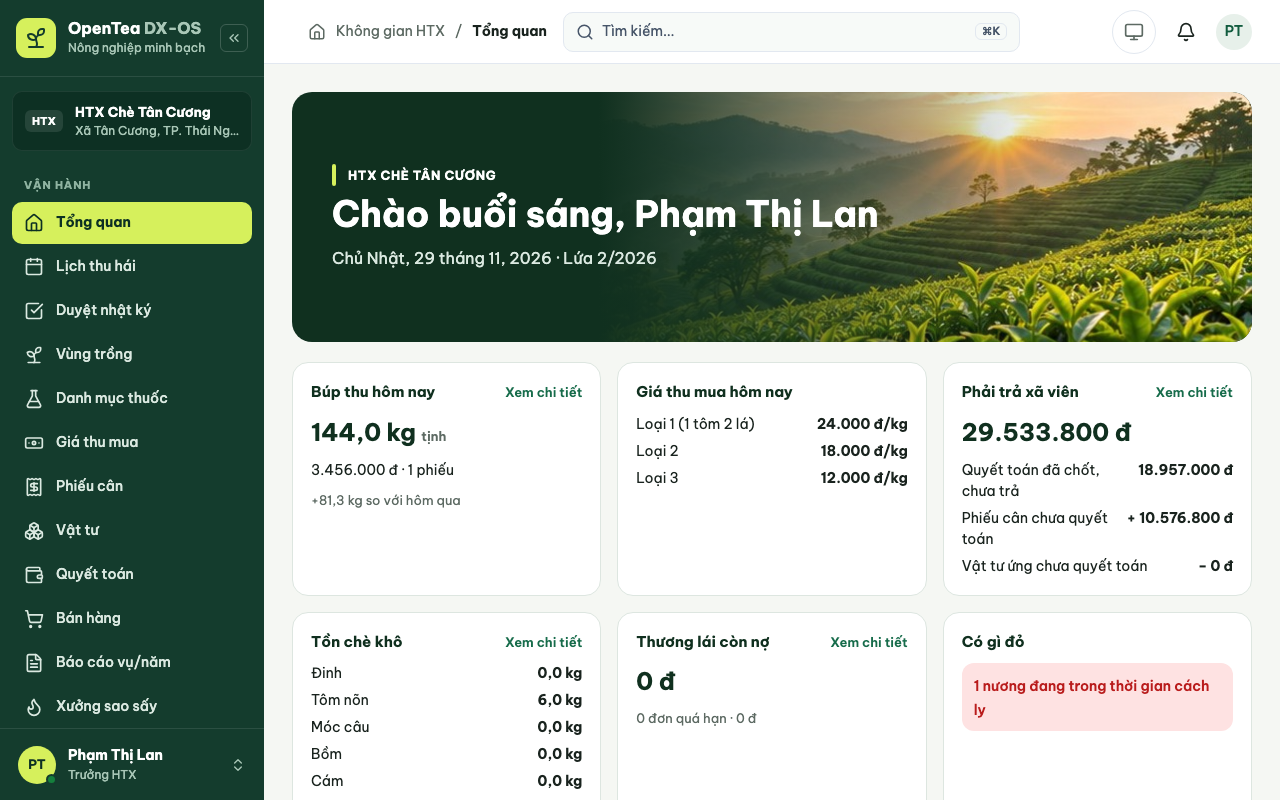 OpenTea DX-OS
Nông nghiệp minh bạch
HTX
HTX Chè Tân Cương
Xã Tân Cương, TP. Thái Ng...
VẬN HÀNH
Tổng quan
Lịch thu hái
Duyệt nhật ký
Vùng trồng
Danh mục thuốc
Giá thu mua
Phiếu cân
Vật tư
Quyết toán
Bán hàng
Báo cáo vụ/năm
Xưởng sao sấy
PT
Phạm Thị Lan
Trưởng HTX
Không gian HTX / Tổng quan
Tìm kiếm...
⌘K
PT
HTX CHÈ TÂN CƯƠNG
Chào buổi sáng, Phạm Thị Lan
Chủ Nhật, 29 tháng 11, 2026 · Lứa 2/2026
Búp thu hôm nay
Xem chi tiết
144,0 kg tịnh
3.456.000 đ · 1 phiếu
+81,3 kg so với hôm qua
Giá thu mua hôm nay
Loại 1 (1 tôm 2 lá) 24.000 đ/kg
Loại 2 18.000 đ/kg
Loại 3 12.000 đ/kg
Phải trả xã viên
Xem chi tiết
29.533.800 đ
Quyết toán đã chốt, 18.957.000 đ
chưa trả
Phiếu cân chưa quyết + 10.576.800 đ
toán
Vật tư ứng chưa quyết toán − 0 đ
Tồn chè khô
Xem chi tiết
Đinh 0,0 kg
Tôm nõn 6,0 kg
Móc câu 0,0 kg
Bồm 0,0 kg
Cám 0,0 kg
Thương lái còn nợ
Xem chi tiết
0 đ
0 đơn quá hạn · 0 đ
Có gì đỏ
1 nương đang trong thời gian cách
ly